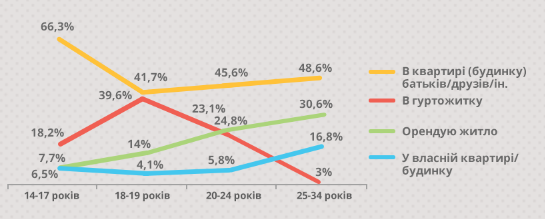 66,3%
41,7%
45,6%
48,6%
39,6%
23,1%
18,2%
24,8%
30,6%
14%
7,7%
6,5%
4,1%
5,8%
16,8%
3%
14-17 років
18-19 років
20-24 років
25-34 років
В квартирі (будинку)
батьків/друзів/ін.
В гуртожитку
Орендую житло
У власній квартирі/
будинку